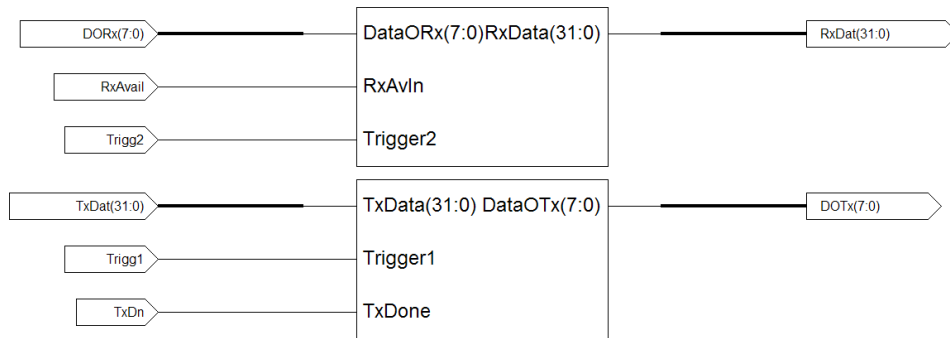 DORx(7:0) DataORx(7:0)RxData(31:0) RxDat(31:0)
RxAvail RxAvIn
Trigg2 Trigger2
TxDat(31:0) TxData(31:0) DataOTx(7:0) DOTx(7:0)
Trigg1 Trigger1
TxDn TxDone